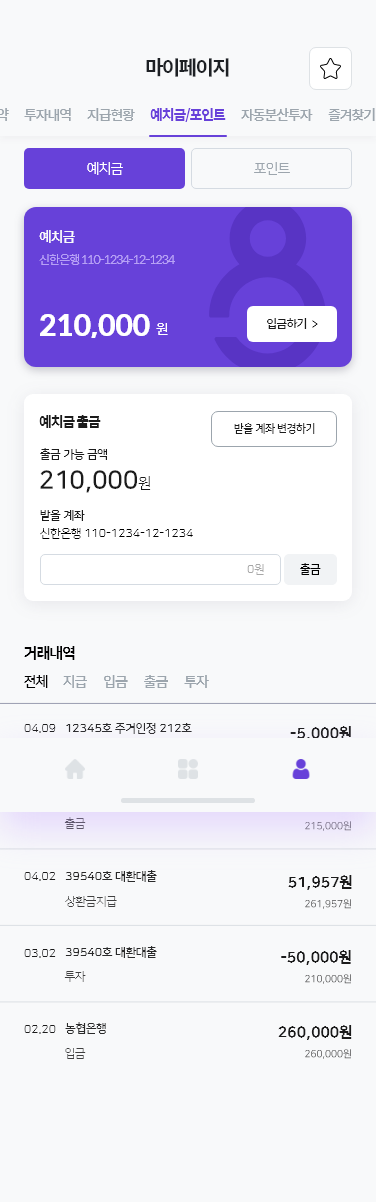 마이페이지
약 투자내역 지급현황 예치금/포인트 자동분산투자 즐겨찾기
예치금 포인트
예치금
신한은행 110-1234-12-1234
210,000 원
입금하기 >
예치금 출금
받을 계좌 변경하기
출금 가능 금액
210,000원
받을 계좌
신한은행 110-1234-12-1234
0원 출금
거래내역
전체 지급 입금 출금 투자
04.09 12345호 주거인정 212호 -5,000원
출금 215,000원
04.02 39540호 대환대출 51,957원
상환금지급 261,957원
03.02 39540호 대환대출 -50,000원
투자 210,000원
02.20 농협은행 260,000원
입금 260,000원